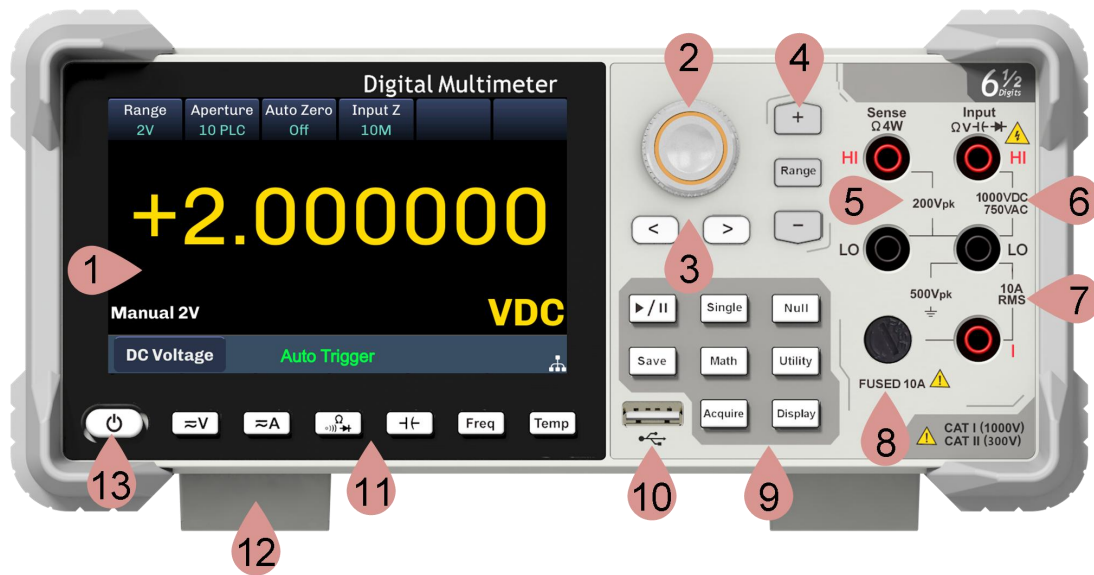 Digital Multimeter
Range Aperture Auto Zero Input Z
2V 10 PLC Off 10M
+2.000000
Manual 2V
VDC
DC Voltage Auto Trigger
≂V ≂A Ω Freq Temp
1
2
3
4
5
6
7
8
9
10
11
12
13
+
Range
−
< >
▶/II Single Null
Save Math Utility
Acquire Display
6½
Digits
Sense Input
Ω 4W Ω V
HI HI
200Vpk 1000VDC
750VAC
LO LO
500Vpk 10A
RMS
I
FUSED 10A
CAT I (1000V)
CAT II (300V)